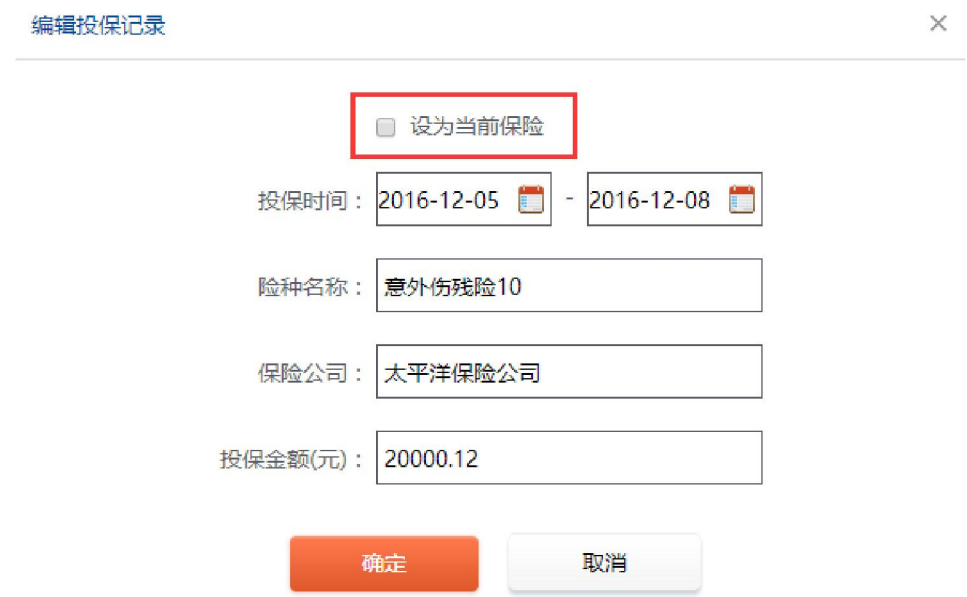 编辑投保记录 ×
设为当前保险
投保时间： 2016-12-05 - 2016-12-08
险种名称： 意外伤残险10
保险公司： 太平洋保险公司
投保金额(元)： 20000.12
确定 取消